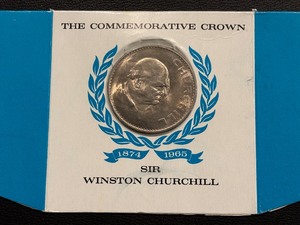 THE COMMEMORATIVE CROWN
CHURCHILL
1874 1965
SIR
WINSTON CHURCHILL